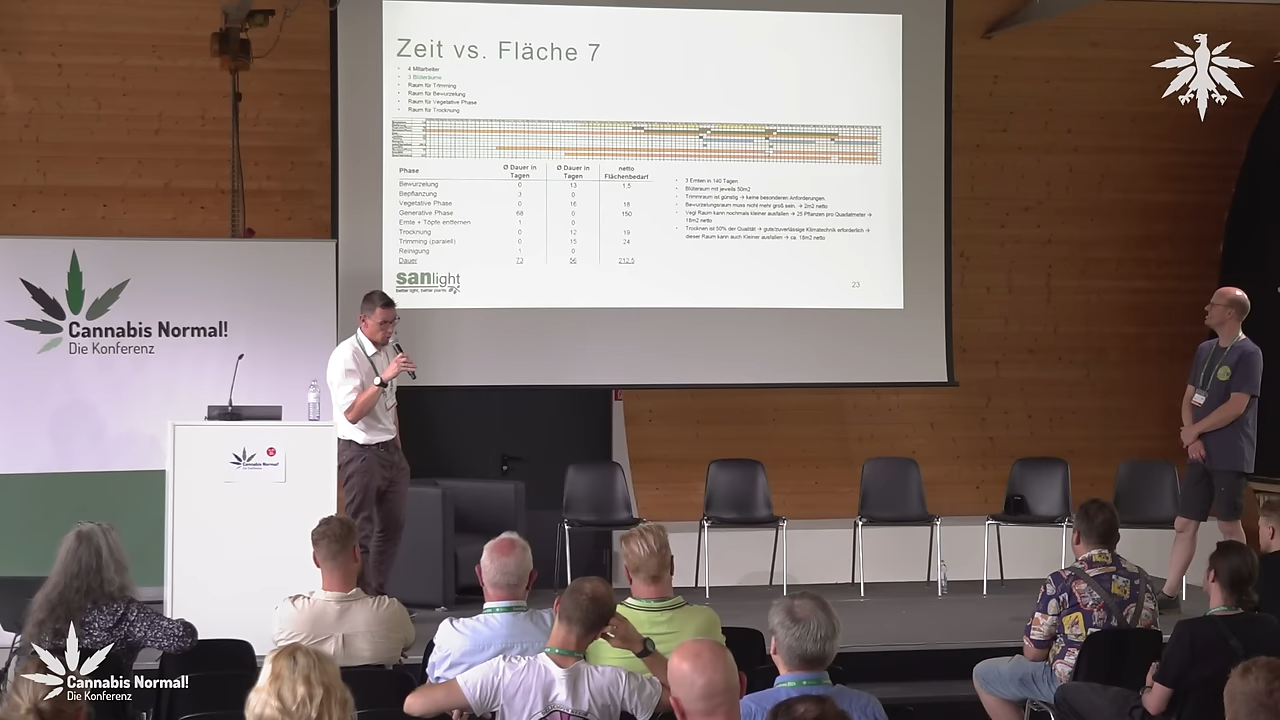 Zeit vs. Fläche 7
4 Mitarbeiter
3 Blüteräume
Raum für Trimming
Raum für Bewurzelung
Raum für Vegetative Phase
Raum für Trocknung
Phase Ø Dauer in Tagen Ø Dauer in Tagen netto Flächenbedarf
Bewurzelung 0 13 1.5
Bepflanzung 3 0
Vegetative Phase 0 16 18
Generative Phase 68 0 150
Ernte + Töpfe entfernen 1 0
Trocknung 0 12 19
Trimming (paralell) 0 15 24
Reinigung 1 0
Dauer 73 56 212.5
3 Ernten in 140 Tagen
Blüteraum mit jeweils 50m2
Trimmraum ist günstig → keine besonderen Anforderungen.
Bewurzelungsraum muss nicht mehr groß sein. → 2m2 netto
Vegi Raum kann nochmals kleiner ausfallen → 25 Pflanzen pro Quadratmeter →
18m2 netto
Trocknen ist 50% der Qualität → gute/zuverlässige Klimatechnik erforderlich →
dieser Raum kann auch Kleiner ausfallen → ca. 18m2 netto
sanlight
better light, better plants
23
Cannabis Normal!
Die Konferenz
Cannabis Normal!
Die Konferenz
Cannabis Normal!
Die Konferenz